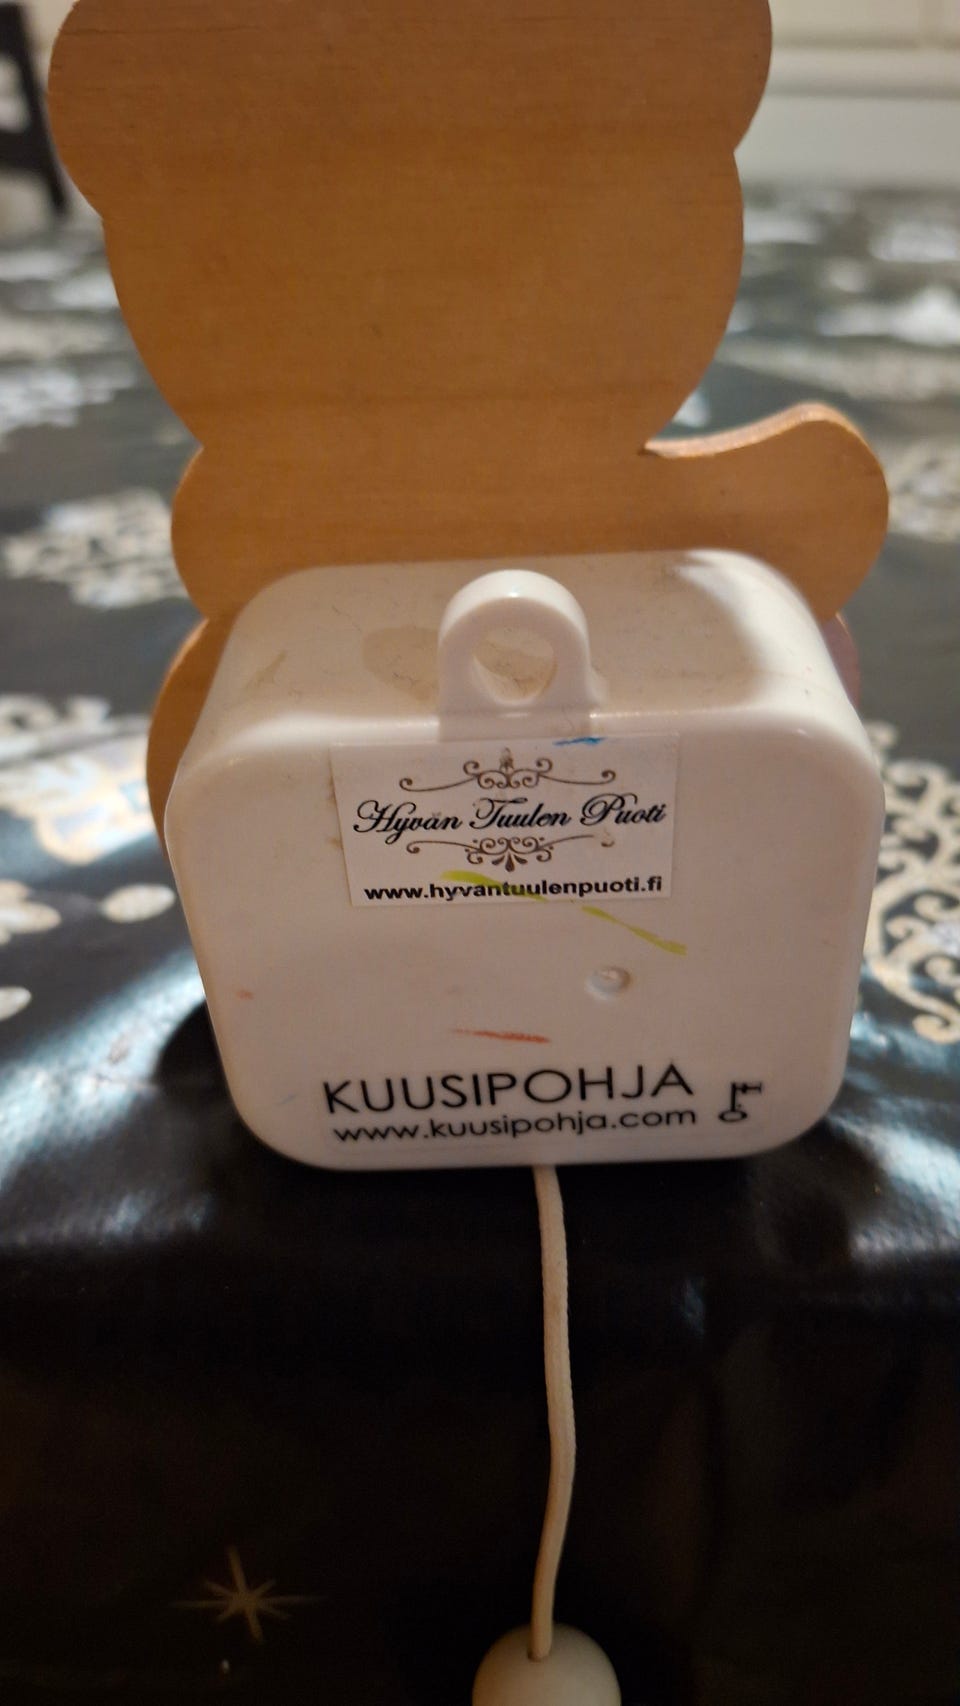 Hyvän Tuulen Puoti
www.hyvantuulenpuoti.fi
KUUSIPOHJA
www.kuusipohja.com